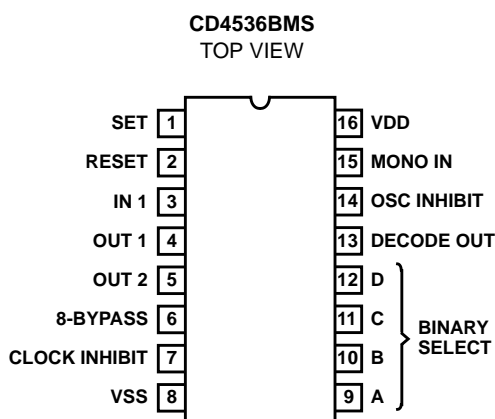 CD4536BMS
TOP VIEW
SET 1 16 VDD
RESET 2 15 MONO IN
IN 1 3 14 OSC INHIBIT
OUT 1 4 13 DECODE OUT
OUT 2 5 12 D
8-BYPASS 6 11 C
CLOCK INHIBIT 7 10 B
VSS 8 9 A
BINARY
SELECT